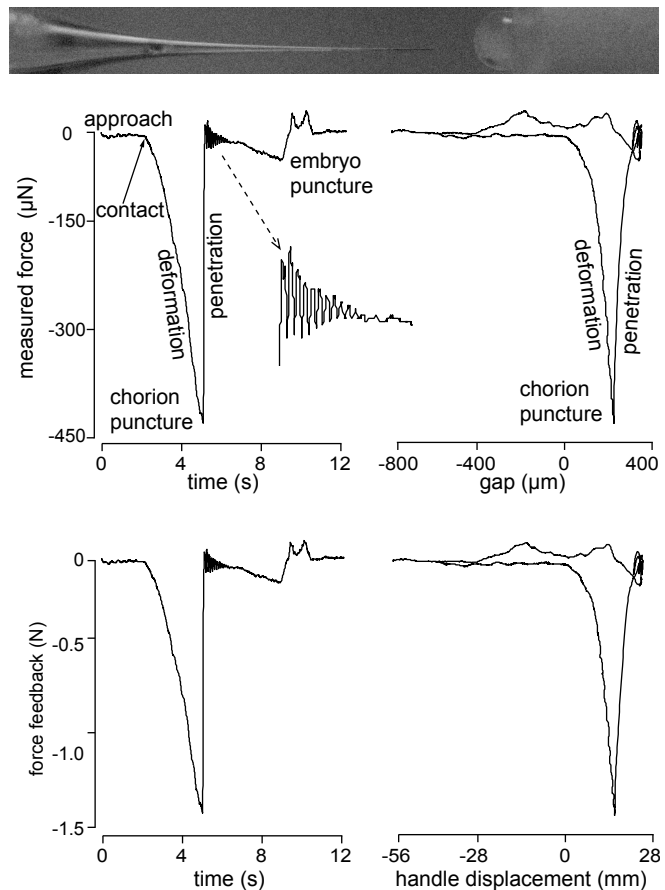 approach
0
contact
deformation
penetration
embryo
puncture
measured force (µN)
-150
-300
-450
chorion
puncture
0 4 8 12
time (s)
deformation
penetration
chorion
puncture
-800 -400 0 400
gap (µm)
force feedback (N)
0
-0.5
-1.0
-1.5
0 4 8 12
time (s)
-56 -28 0 28
handle displacement (mm)